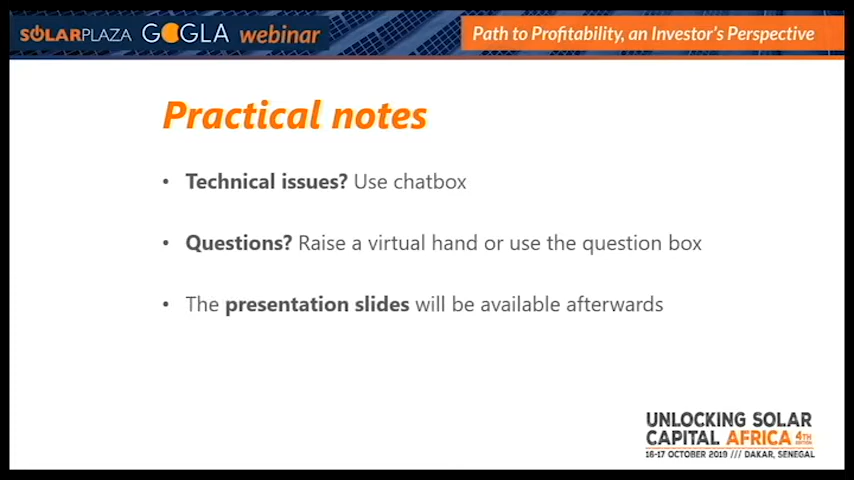 SOLARPLAZA GOGLA webinar
Path to Profitability, an Investor's Perspective
Practical notes
• Technical issues? Use chatbox
• Questions? Raise a virtual hand or use the question box
• The presentation slides will be available afterwards
UNLOCKING SOLAR
CAPITAL AFRICA 4TH EDITION
16-17 OCTOBER 2019 /// DAKAR, SENEGAL